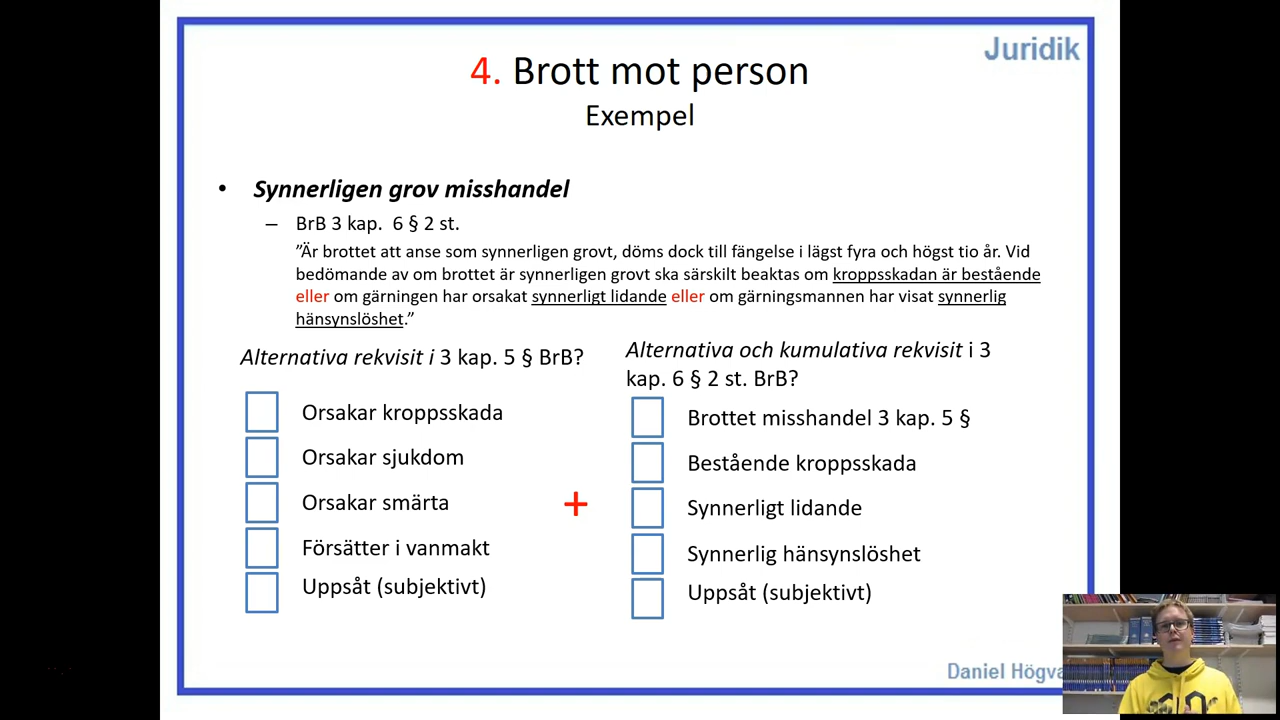 Juridik
4. Brott mot person
Exempel
• Synnerligen grov misshandel
– BrB 3 kap. 6 § 2 st.
”Är brottet att anse som synnerligen grovt, döms dock till fängelse i lägst fyra och högst tio år. Vid
bedömande av om brottet är synnerligen grovt ska särskilt beaktas om kroppsskadan är bestående
eller om gärningen har orsakat synnerligt lidande eller om gärningsmannen har visat synnerlig
hänsynslöshet.”
Alternativa rekvisit i 3 kap. 5 § BrB?
Orsakar kroppsskada
Orsakar sjukdom
Orsakar smärta
Försätter i vanmakt
Uppsåt (subjektivt)
+
Alternativa och kumulativa rekvisit i 3
kap. 6 § 2 st. BrB?
Brottet misshandel 3 kap. 5 §
Bestående kroppsskada
Synnerligt lidande
Synnerlig hänsynslöshet
Uppsåt (subjektivt)
Daniel Högva